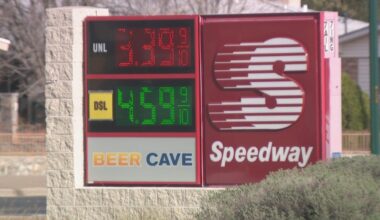 UNL 3.39 9/10
DSL 4.59 9/10
BEER CAVE
S
Speedway